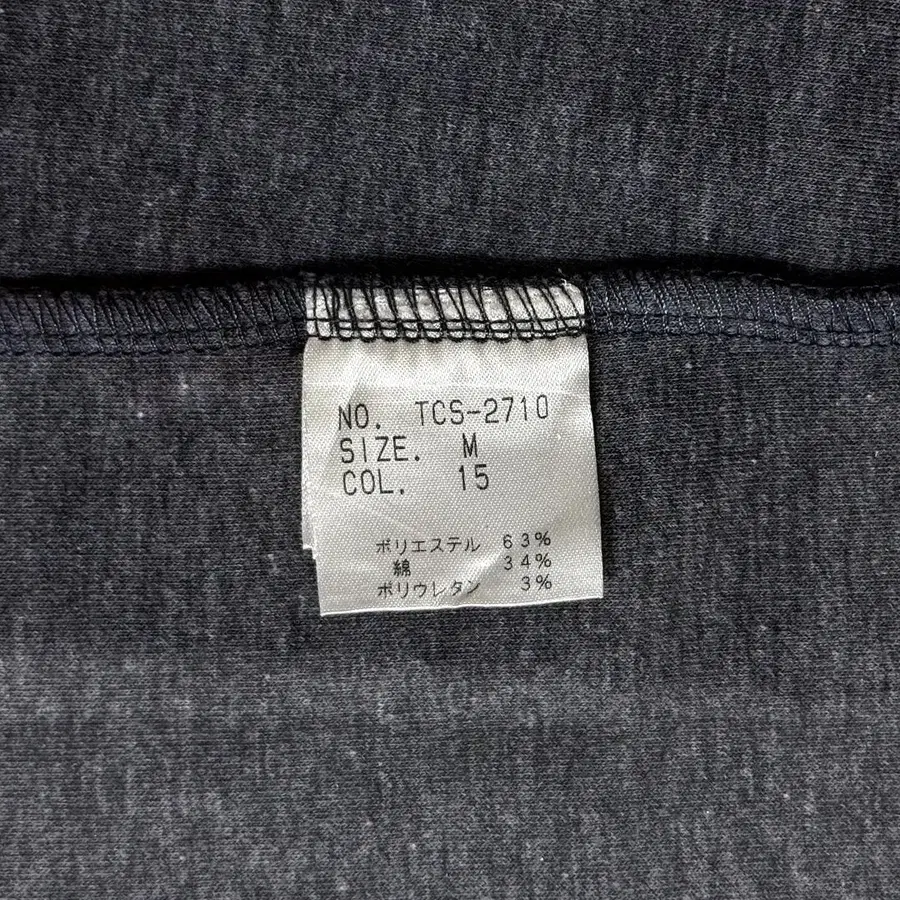 NO. TCS-2710
SIZE. M
COL. 15
ポリエステル 63%
綿 34%
ポリウレタン 3%